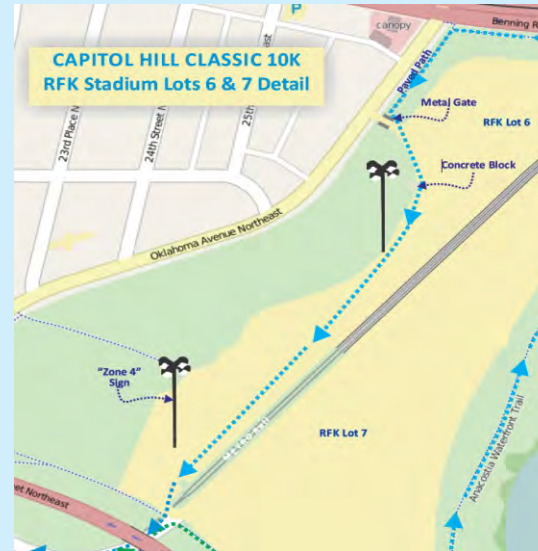 CAPITOL HILL CLASSIC 10K
RFK Stadium Lots 6 & 7 Detail
P
canopy
Benning R
Paved Path
Metal Gate
RFK Lot 6
Concrete Block
23rd Place N
24th Street N
25th
Oklahoma Avenue Northeast
"Zone 4"
Sign
RFK Lot 7
Metro Rail
Anacostia Waterfront Trail
et Northeast